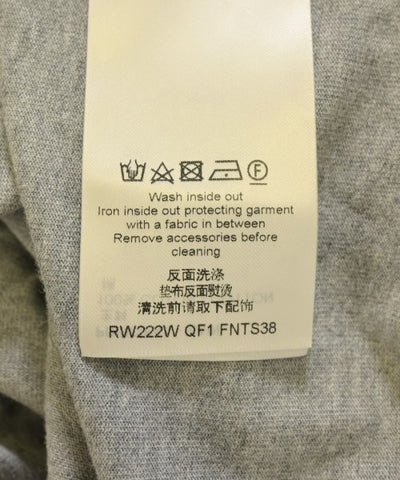 Wash inside out
Iron inside out protecting garment
with a fabric in between
Remove accessories before
cleaning
反面洗涤
垫布反面熨烫
清洗前请取下配饰
RW222W QF1 FNTS38